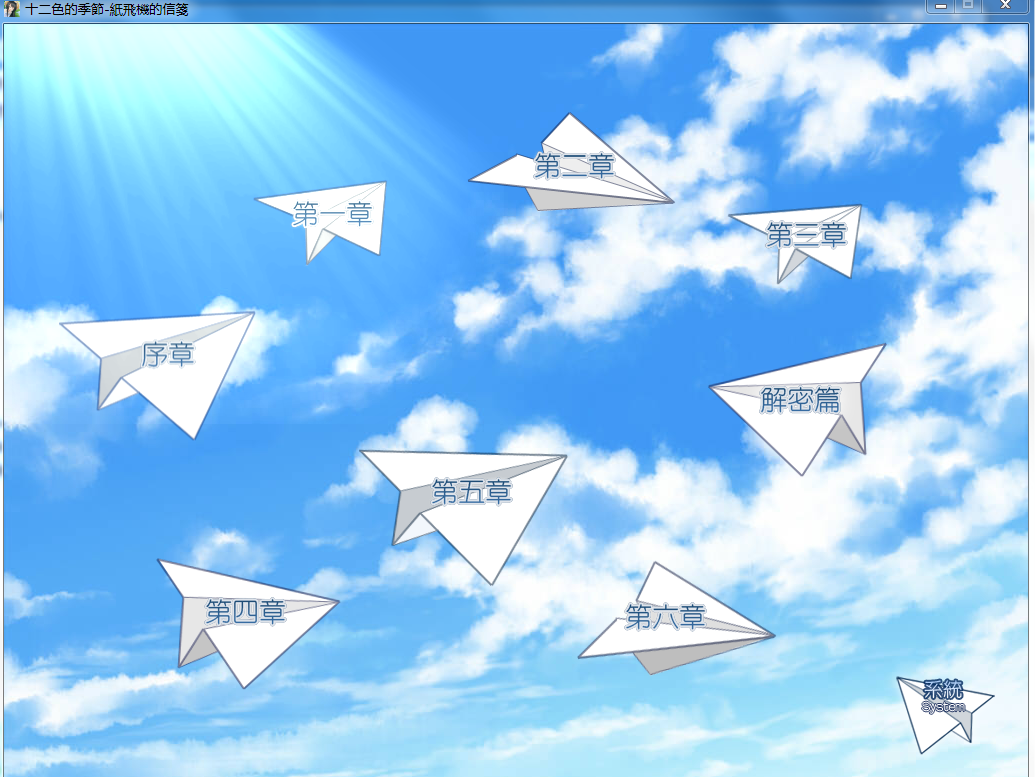 十二色的季節-紙飛機的信箋
第二章
第一章
第三章
序章
解密篇
第五章
第四章
第六章
系統
System